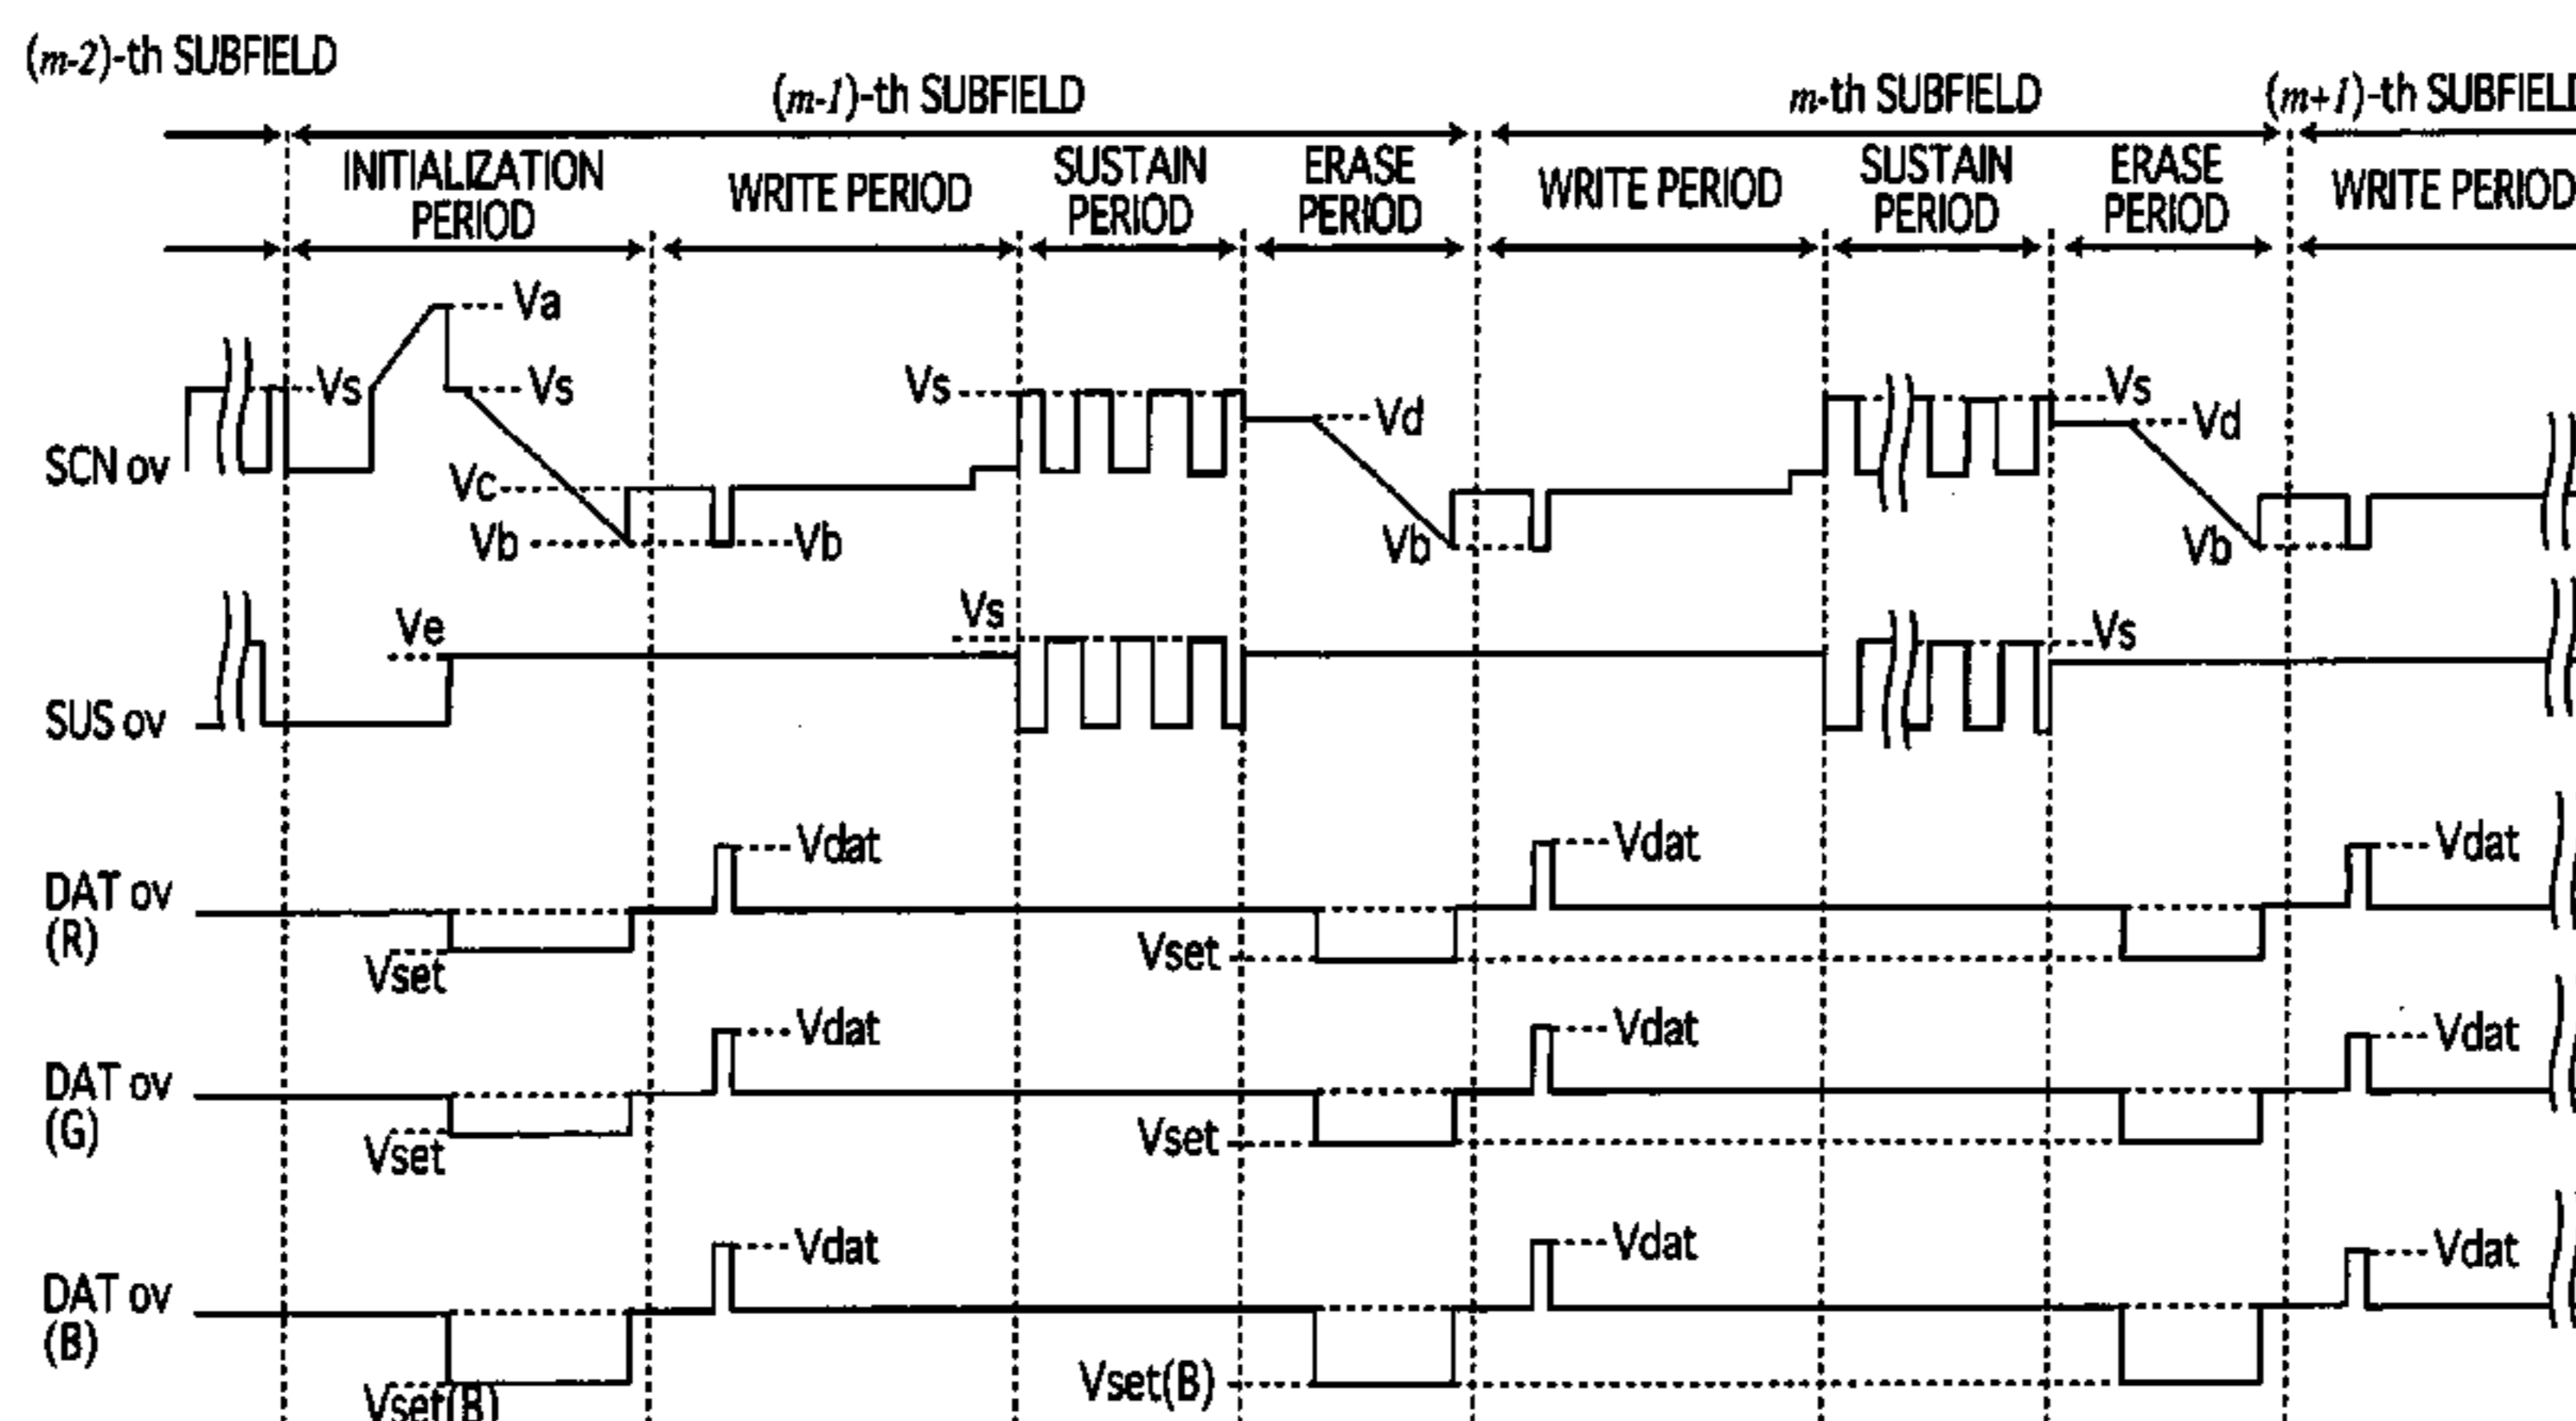 (m-2)-th SUBFIELD
(m-1)-th SUBFIELD
m-th SUBFIELD
(m+1)-th SUBFIELD
INITIALIZATION
PERIOD
WRITE PERIOD
SUSTAIN
PERIOD
ERASE
PERIOD
WRITE PERIOD
SUSTAIN
PERIOD
ERASE
PERIOD
WRITE PERIOD
Va
Vs
Vs
Vs
Vd
Vs
Vd
SCN ov
Vc
Vb
Vb
Vb
Vb
Ve
Vs
Vs
SUS ov
Vdat
Vdat
Vdat
DAT ov
(R)
Vset
Vset
Vdat
Vdat
Vdat
DAT ov
(G)
Vset
Vset
Vdat
Vdat
Vdat
DAT ov
(B)
Vset(B)
Vset(B)